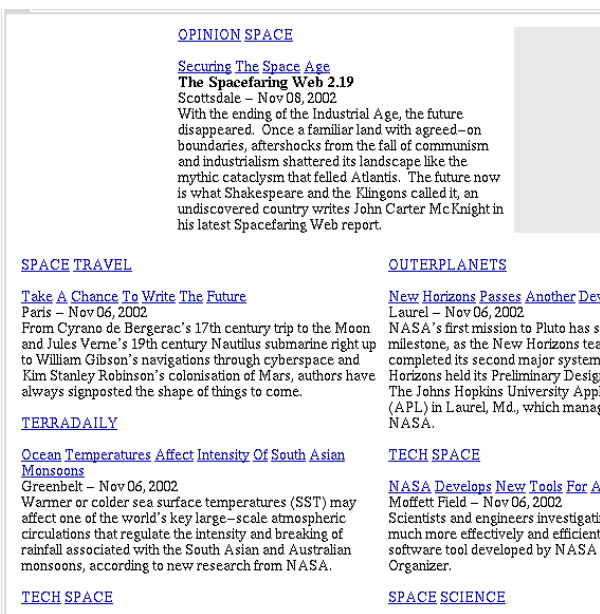 OPINION SPACE
Securing The Space Age
The Spacefaring Web 2.19
Scottsdale - Nov 08, 2002
With the ending of the Industrial Age, the future
disappeared. Once a familiar land with agreed-on
boundaries, aftershocks from the fall of communism
and industrialism shattered its landscape like the
mythic cataclysm that felled Atlantis. The future now
is what Shakespeare and the Klingons called it, an
undiscovered country writes John Carter McKnight in
his latest Spacefaring Web report.
SPACE TRAVEL
Take A Chance To Write The Future
Paris - Nov 06, 2002
From Cyrano de Bergerac's 17th century trip to the Moon
and Jules Verne's 19th century Nautilus submarine right up
to William Gibson's navigations through cyberspace and
Kim Stanley Robinson's colonisation of Mars, authors have
always signposted the shape of things to come.
TERRADAILY
Ocean Temperatures Affect Intensity Of South Asian
Monsoons
Greenbelt - Nov 06, 2002
Warmer or colder sea surface temperatures (SST) may
affect one of the world's key large-scale atmospheric
circulations that regulate the intensity and breaking of
rainfall associated with the South Asian and Australian
monsoons, according to new research from NASA.
TECH SPACE
OUTERPLANETS
New Horizons Passes Another
Laurel - Nov 06, 2002
NASA's first mission to Pluto has
milestone, as the New Horizons
completed its second major system
Horizons held its Preliminary
The Johns Hopkins University
(APL) in Laurel, Md., which
NASA.
TECH SPACE
NASA Develops New Tools For
Moffett Field - Nov 06, 2002
Scientists and engineers
much more effectively and
software tool developed by NASA
Organizer.
SPACE SCIENCE